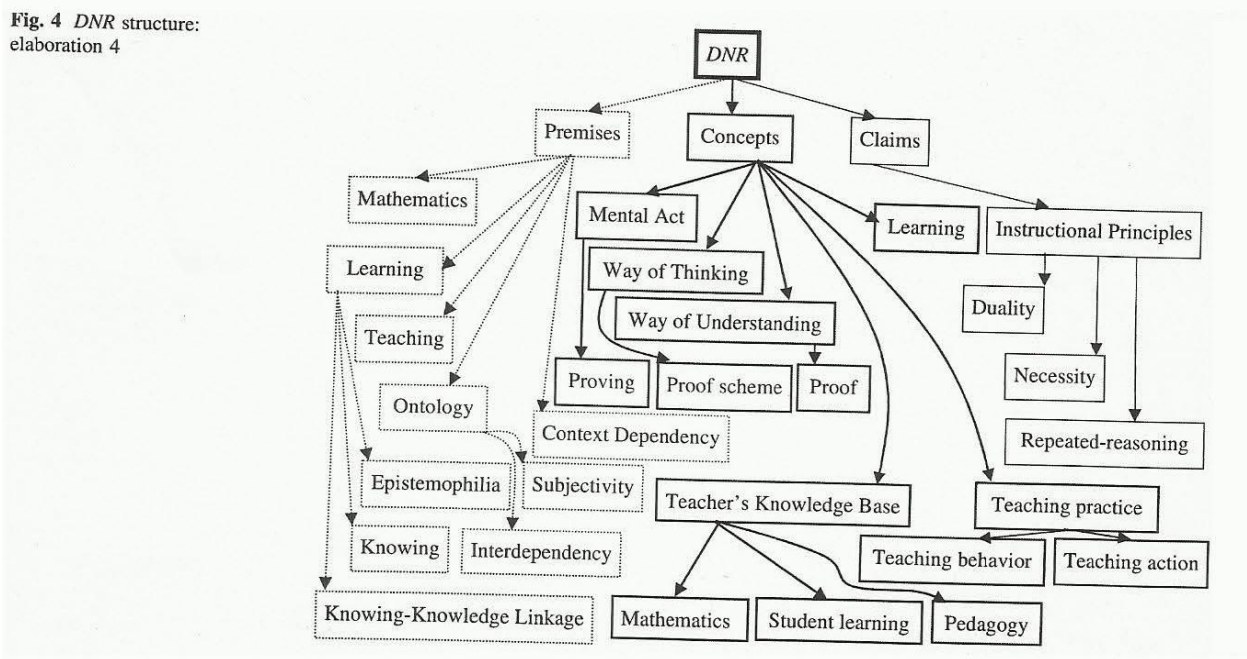 Fig. 4 DNR structure:
elaboration 4
DNR
Premises
Concepts
Claims
Mathematics
Mental Act
Learning
Instructional Principles
Learning
Way of Thinking
Duality
Teaching
Way of Understanding
Necessity
Ontology
Proving
Proof scheme
Proof
Context Dependency
Repeated-reasoning
Epistemophilia
Subjectivity
Teacher's Knowledge Base
Teaching practice
Knowing
Interdependency
Teaching behavior
Teaching action
Knowing-Knowledge Linkage
Mathematics
Student learning
Pedagogy